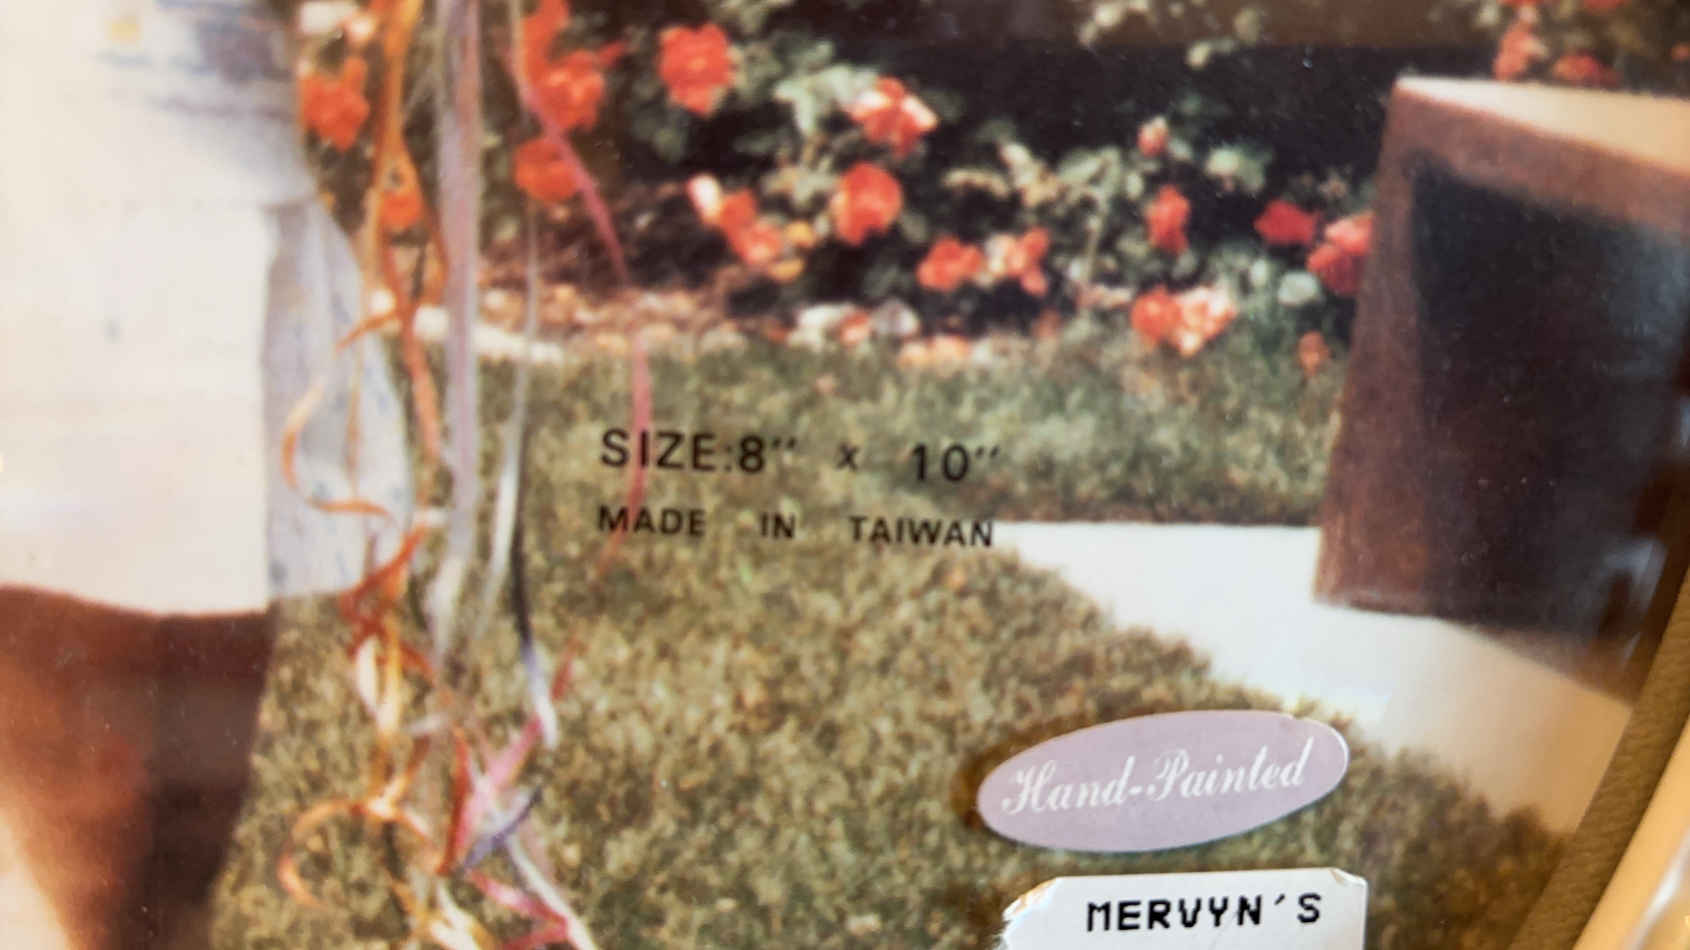 SIZE:8" x 10"
MADE IN TAIWAN
Hand-Painted
MERVYN'S